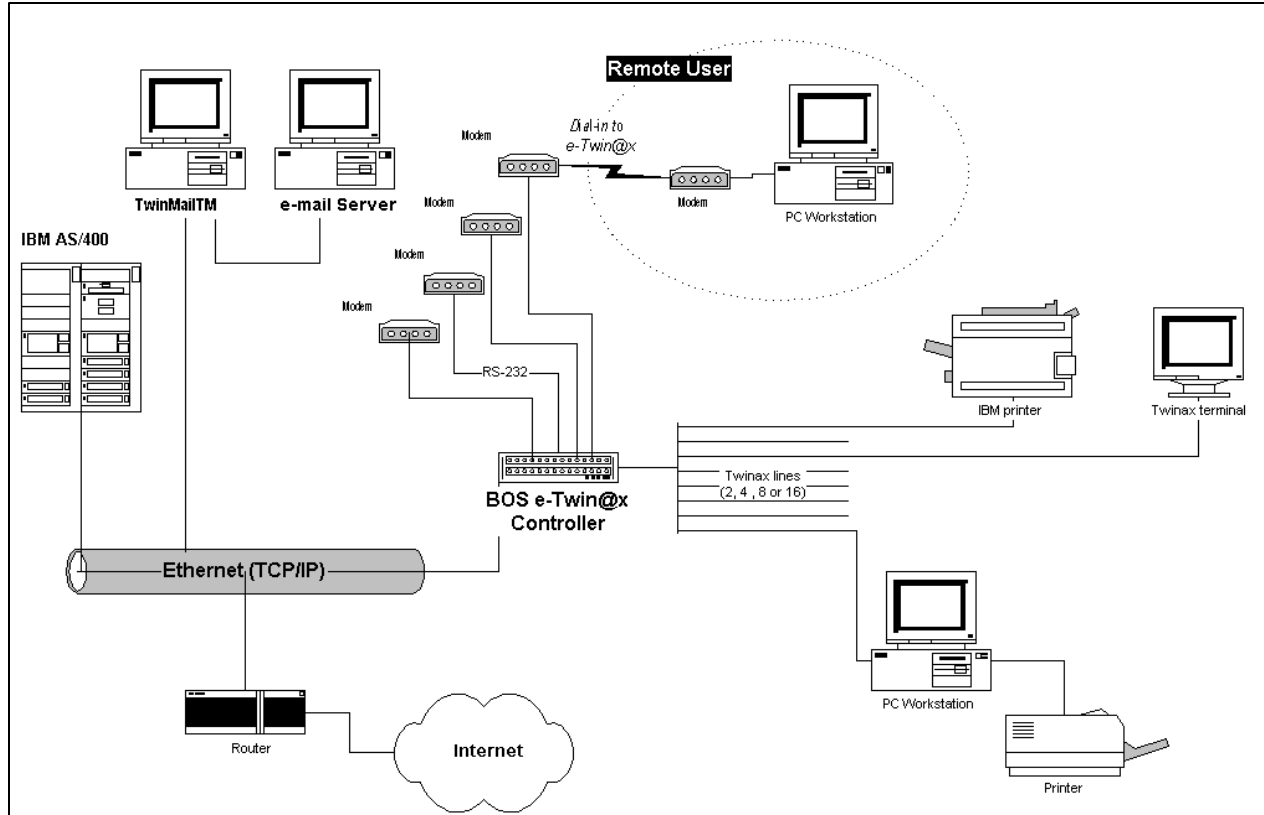 Remote User
Dial-in to
e-Twin@x
Modem
Modem
PC Workstation
TwinMailTM
e-mail Server
Modem
IBM AS/400
Modem
Modem
RS-232
IBM printer
Twinax terminal
Twinax lines
(2, 4 , 8 or 16)
BOS e-Twin@x
Controller
Ethernet (TCP/IP)
PC Workstation
Router
Internet
Printer